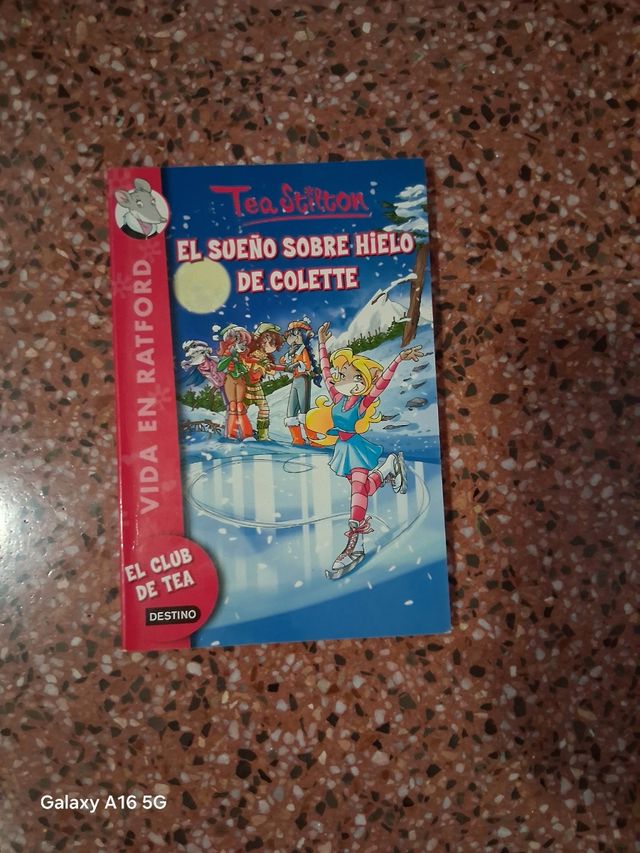 Tea Stilton
EL SUEÑO SOBRE HIELO
DE COLETTE
VIDA EN RATFORD
EL CLUB
DE TEA
DESTINO
Galaxy A16 5G